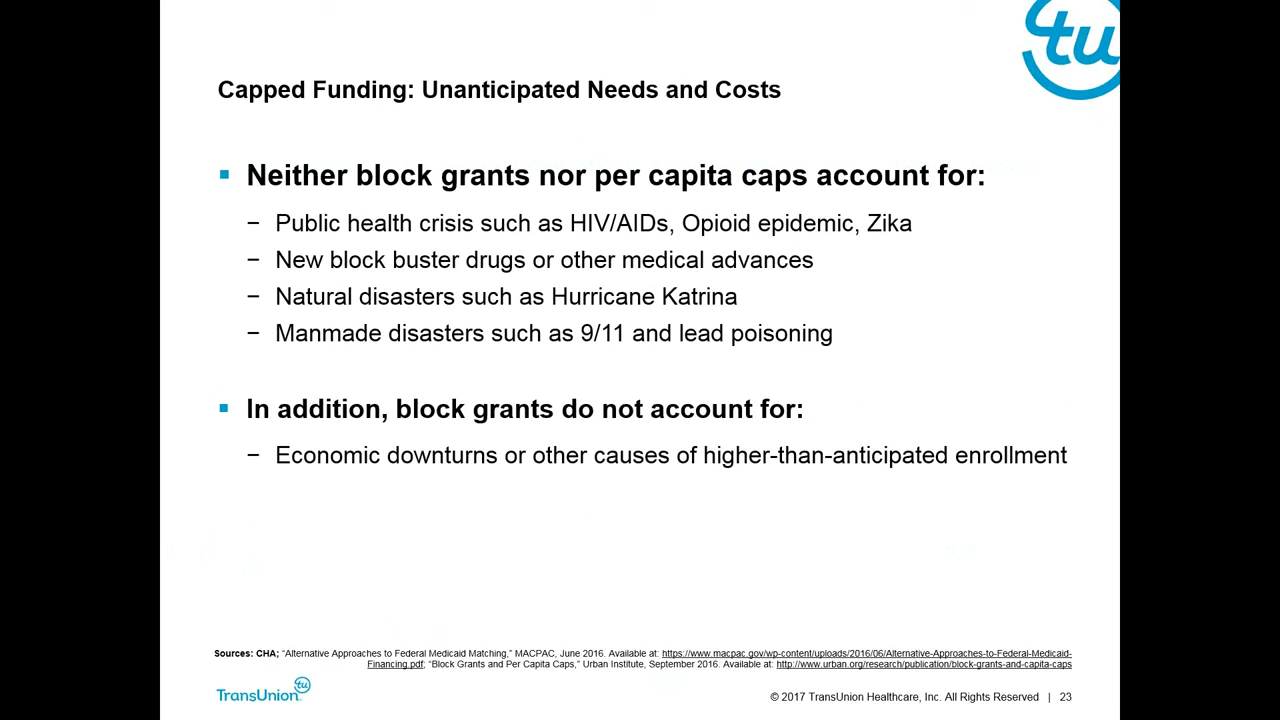 tu
Capped Funding: Unanticipated Needs and Costs
▪ Neither block grants nor per capita caps account for:
− Public health crisis such as HIV/AIDs, Opioid epidemic, Zika
− New block buster drugs or other medical advances
− Natural disasters such as Hurricane Katrina
− Manmade disasters such as 9/11 and lead poisoning
▪ In addition, block grants do not account for:
− Economic downturns or other causes of higher-than-anticipated enrollment
Sources: CHA; “Alternative Approaches to Federal Medicaid Matching,” MACPAC, June 2016. Available at: https://www.macpac.gov/wp-content/uploads/2016/06/Alternative-Approaches-to-Federal-Medicaid-
Financing.pdf; “Block Grants and Per Capita Caps,” Urban Institute, September 2016. Available at: http://www.urban.org/research/publication/block-grants-and-capita-caps
TransUnion tu
© 2017 TransUnion Healthcare, Inc. All Rights Reserved | 23